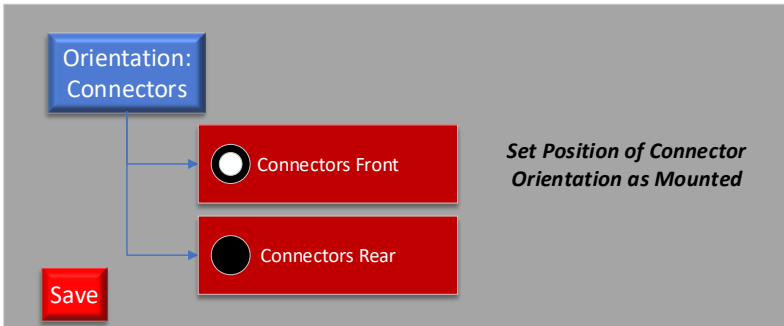 Orientation:
Connectors
Connectors Front
Set Position of Connector
Orientation as Mounted
Connectors Rear
Save